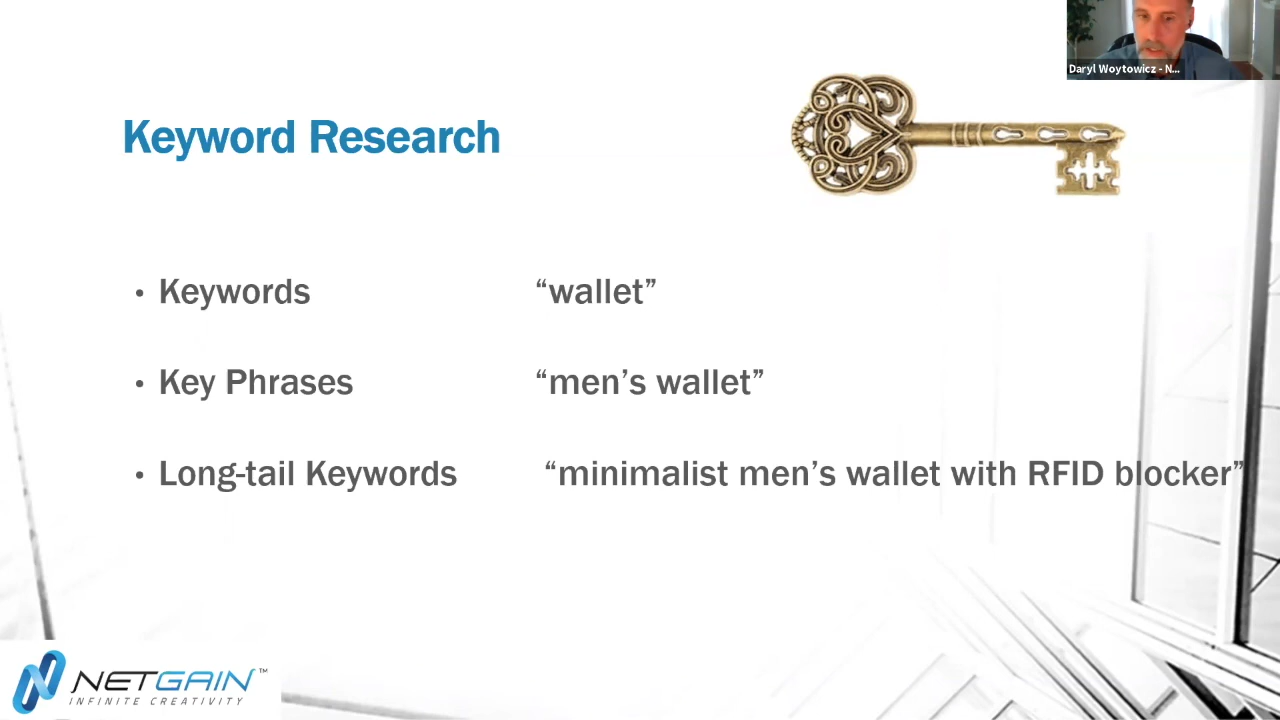 Daryl Woytowicz - N...
Keyword Research
• Keywords “wallet”
• Key Phrases “men’s wallet”
• Long-tail Keywords “minimalist men’s wallet with RFID blocker”
NETGAIN™
INFINITE CREATIVITY